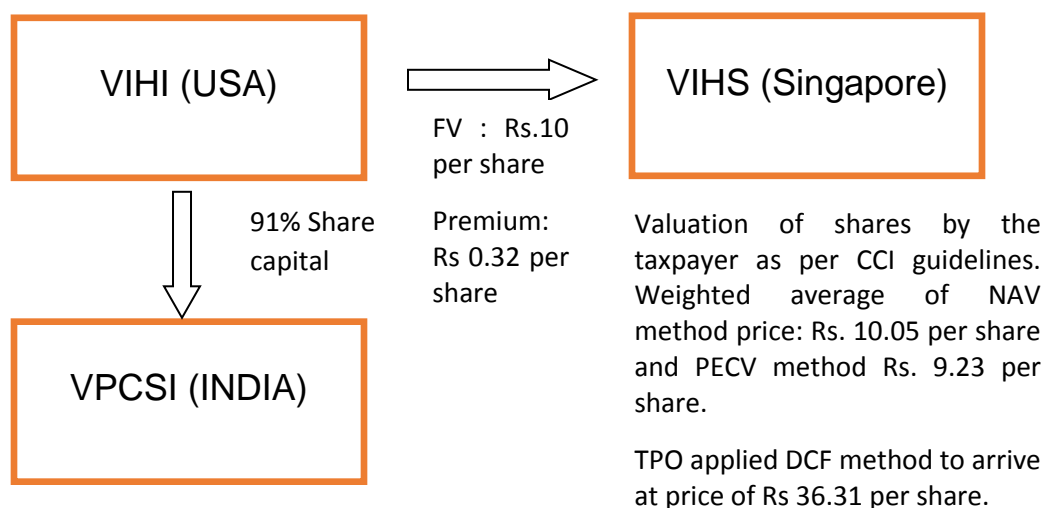 VIHI (USA)
VIHS (Singapore)
FV : Rs.10
per share
Premium:
Rs 0.32 per
share
91% Share
capital
VPCSI (INDIA)
Valuation of shares by the
taxpayer as per CCI guidelines.
Weighted average of NAV
method price: Rs. 10.05 per share
and PECV method Rs. 9.23 per
share.
TPO applied DCF method to arrive
at price of Rs 36.31 per share.